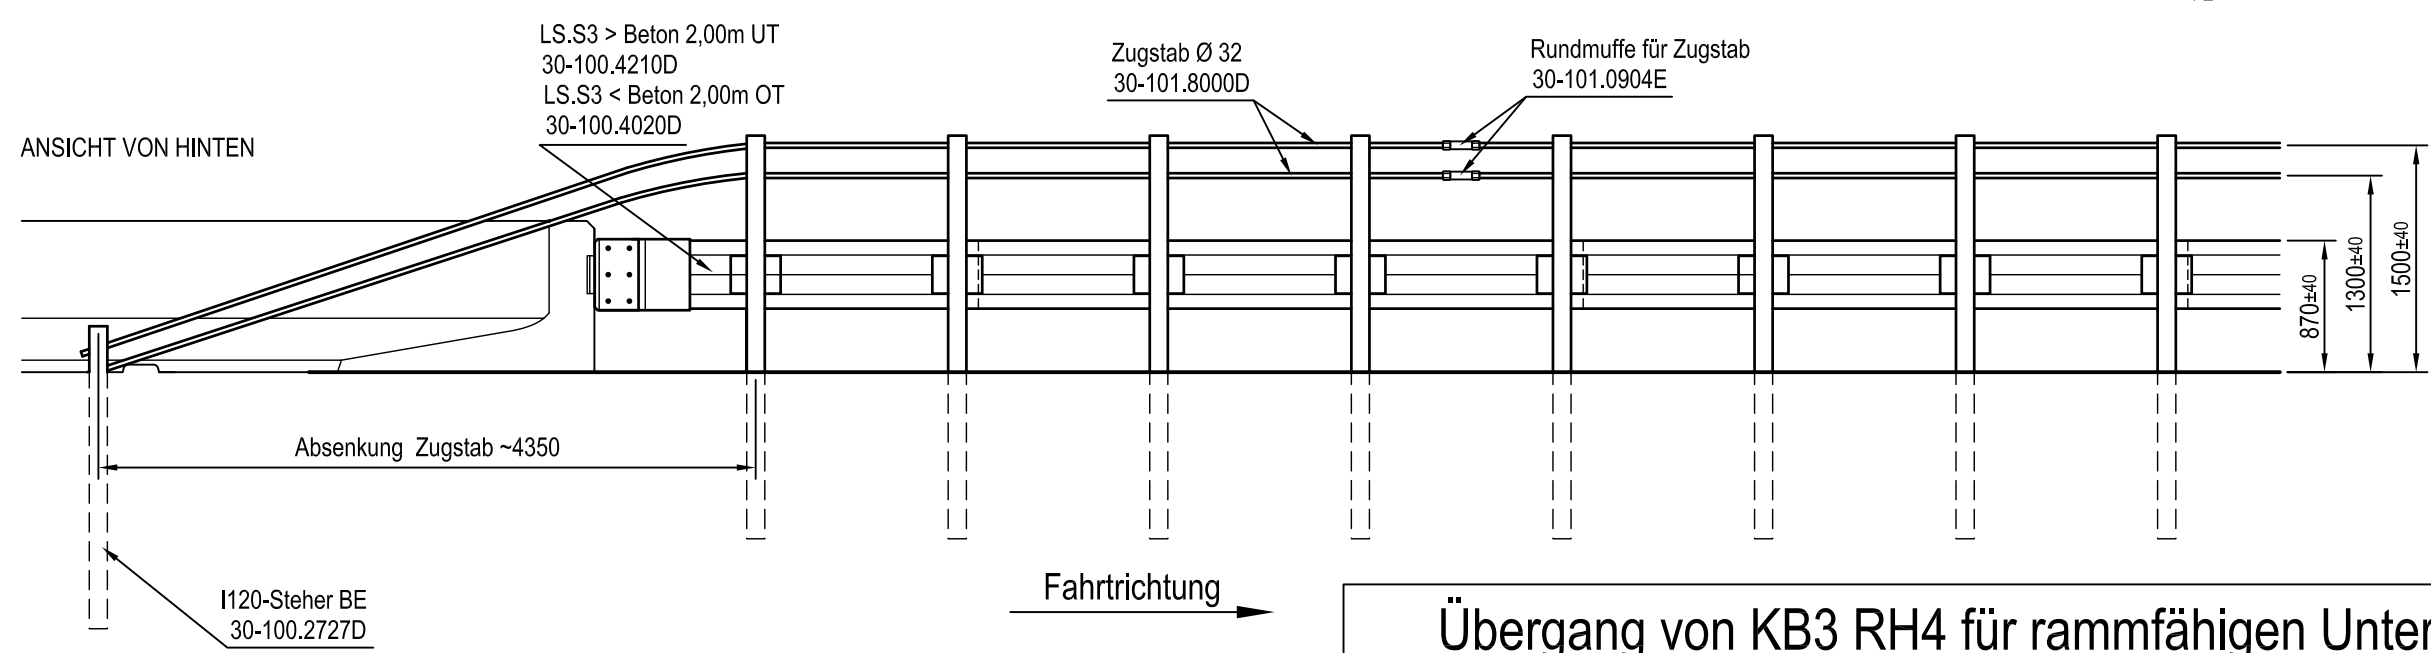 LS.S3 > Beton 2,00m UT
30-100.4210D
LS.S3 < Beton 2,00m OT
30-100.4020D
Zugstab Ø 32
30-101.8000D
Rundmuffe für Zugstab
30-101.0904E
ANSICHT VON HINTEN
870±40
1300±40
1500±40
Absenkung Zugstab ~4350
I120-Steher BE
30-100.2727D
Fahrtrichtung
Übergang von KB3 RH4 für rammfähigen Unter